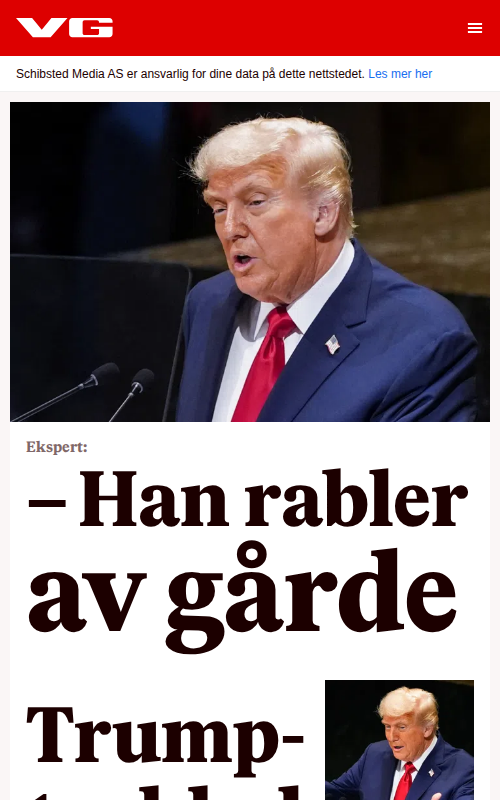 VG
Schibsted Media AS er ansvarlig for dine data på dette nettstedet. Les mer her
Ekspert:
– Han rabler
av gårde
Trump-